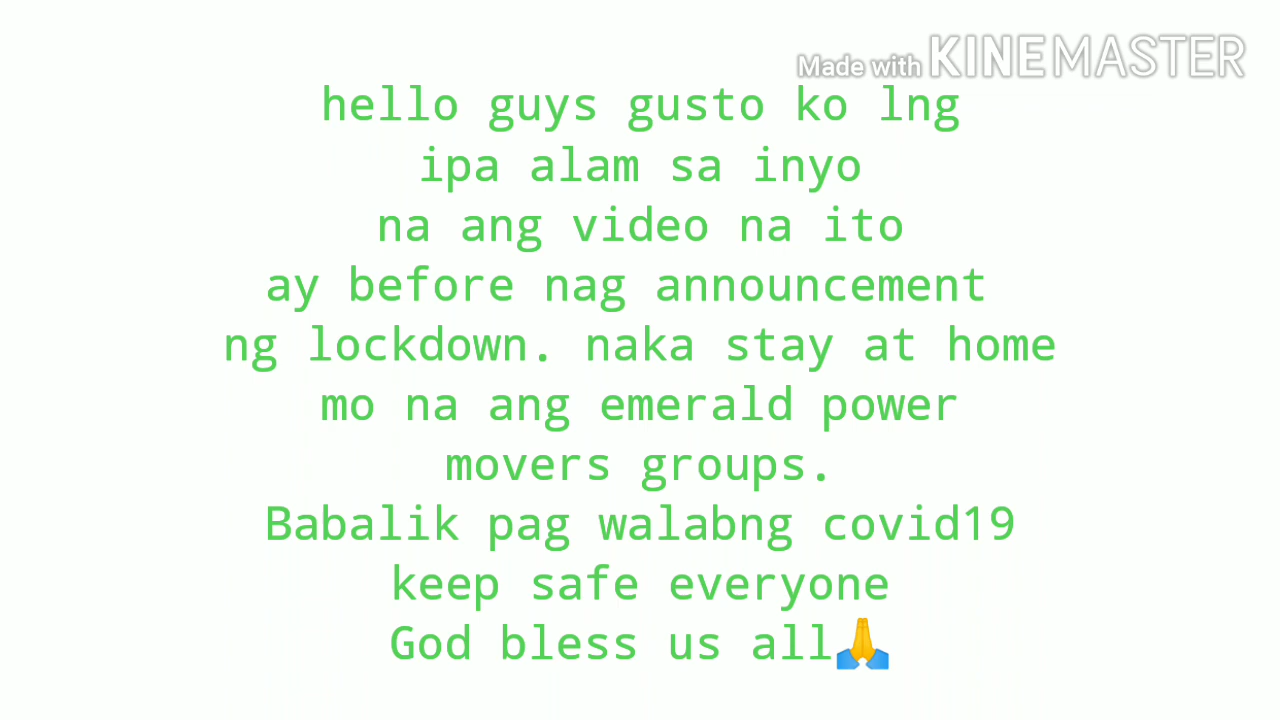 Made with KINEMASTER
hello guys gusto ko lng
ipa alam sa inyo
na ang video na ito
ay before nag announcement
ng lockdown. naka stay at home
mo na ang emerald power
movers groups.
Babalik pag walabng covid19
keep safe everyone
God bless us all🙏